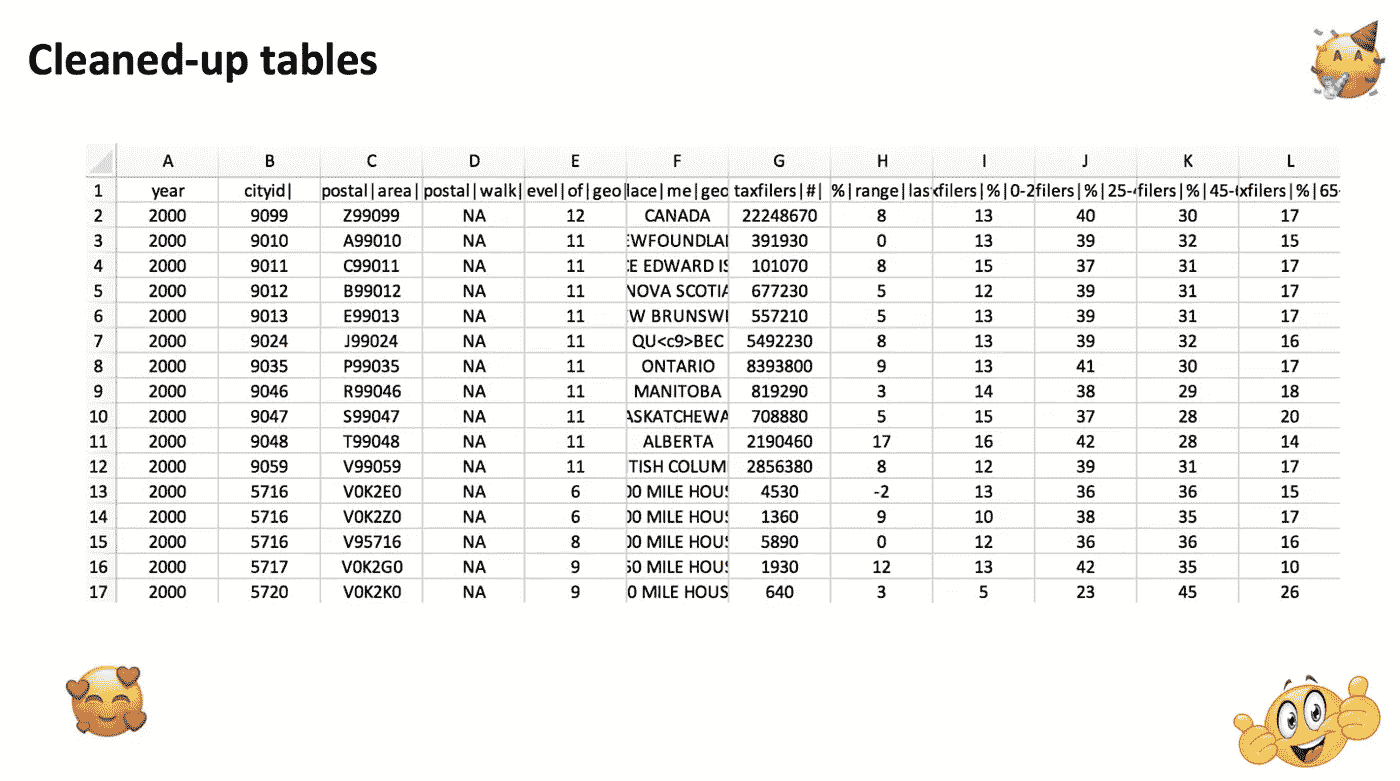 Cleaned-up tables
A B C D E F G H I J K L
1 year cityid| postal|area| postal|walk| evel|of|geo lace|me|geo taxfilers|#| %|range|las filers|%|0-2 filers|%|25- filers|%|45- xfilers|%|65-
2 2000 9099 Z99099 NA 12 CANADA 22248670 8 13 40 30 17
3 2000 9010 A99010 NA 11 EWFOUNDLA 391930 0 13 39 32 15
4 2000 9011 C99011 NA 11 CE EDWARD IS 101070 8 15 37 31 17
5 2000 9012 B99012 NA 11 NOVA SCOTIA 677230 5 12 39 31 17
6 2000 9013 E99013 NA 11 W BRUNSWI 557210 5 13 39 31 17
7 2000 9024 J99024 NA 11 QU<c9>BEC 5492230 8 13 39 32 16
8 2000 9035 P99035 NA 11 ONTARIO 8393800 9 13 41 30 17
9 2000 9046 R99046 NA 11 MANITOBA 819290 3 14 38 29 18
10 2000 9047 S99047 NA 11 ASKATCHEWA 708880 5 15 37 28 20
11 2000 9048 T99048 NA 11 ALBERTA 2190460 17 16 42 28 14
12 2000 9059 V99059 NA 11 TISH COLUM 2856380 8 12 39 31 17
13 2000 5716 V0K2E0 NA 6 00 MILE HOUS 4530 -2 13 36 36 15
14 2000 5716 V0K2Z0 NA 6 00 MILE HOUS 1360 9 10 38 35 17
15 2000 5716 V95716 NA 8 00 MILE HOUS 5890 0 12 36 36 16
16 2000 5717 V0K2G0 NA 9 50 MILE HOUS 1930 12 13 42 35 10
17 2000 5720 V0K2K0 NA 9 0 MILE HOUS 640 3 5 23 45 26